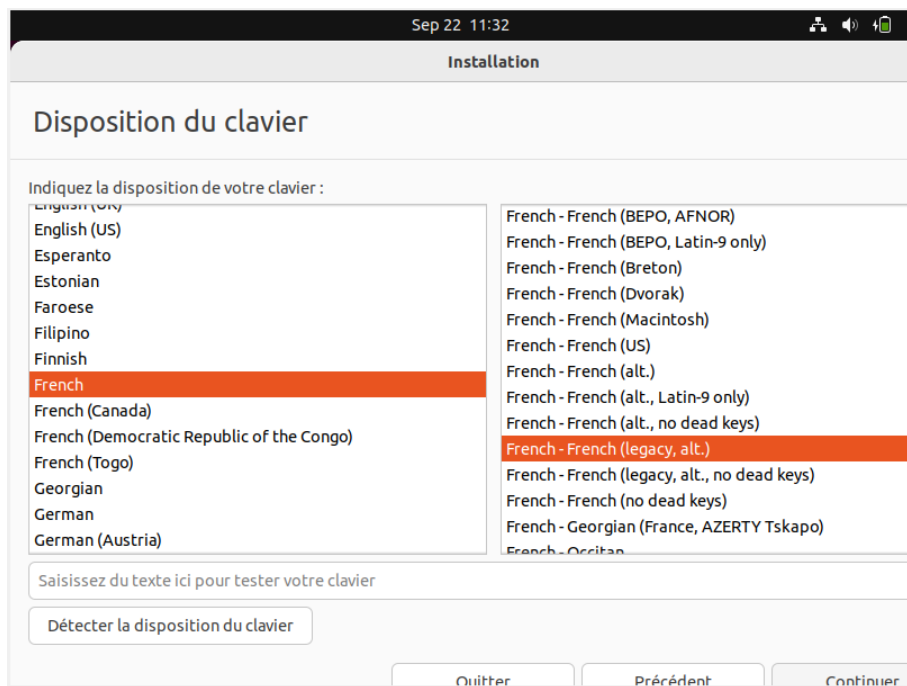 Sep 22 11:32
Installation
Disposition du clavier
Indiquez la disposition de votre clavier :
English (UK)
English (US)
Esperanto
Estonian
Faroese
Filipino
Finnish
French
French (Canada)
French (Democratic Republic of the Congo)
French (Togo)
Georgian
German
German (Austria)
French - French (BEPO, AFNOR)
French - French (BEPO, Latin-9 only)
French - French (Breton)
French - French (Dvorak)
French - French (Macintosh)
French - French (US)
French - French (alt.)
French - French (alt., Latin-9 only)
French - French (alt., no dead keys)
French - French (legacy, alt.)
French - French (legacy, alt., no dead keys)
French - French (no dead keys)
French - Georgian (France, AZERTY Tskapo)
French - Occitan
Saisissez du texte ici pour tester votre clavier
Détecter la disposition du clavier
Quitter
Précédent
Continuer